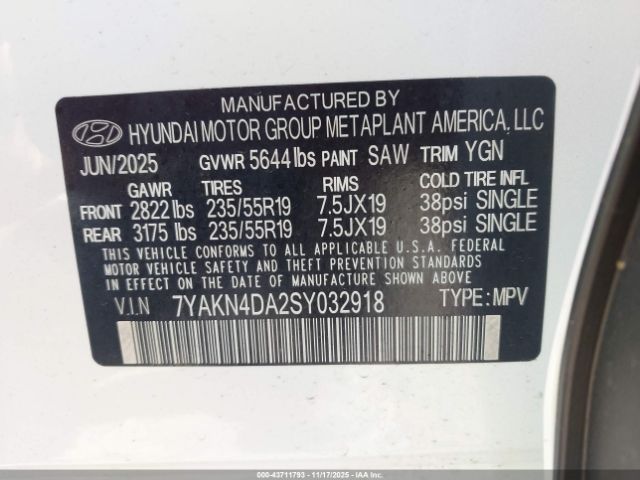 MANUFACTURED BY
HYUNDAI MOTOR GROUP METAPLANT AMERICA, LLC
JUN/2025 GVWR 5644 lbs PAINT SAW TRIM YGN
GAWR TIRES RIMS COLD TIRE INFL
FRONT 2822 lbs 235/55R19 7.5JX19 38psi SINGLE
REAR 3175 lbs 235/55R19 7.5JX19 38psi SINGLE
THIS VEHICLE CONFORMS TO ALL APPLICABLE U.S.A. FEDERAL
MOTOR VEHICLE SAFETY AND THEFT PREVENTION STANDARDS
IN EFFECT ON THE DATE OF MANUFACTURE SHOWN ABOVE.
V.I.N 7YAKN4DA2SY032918 TYPE: MPV
000-43711793 - 11/17/2025 - IAAI